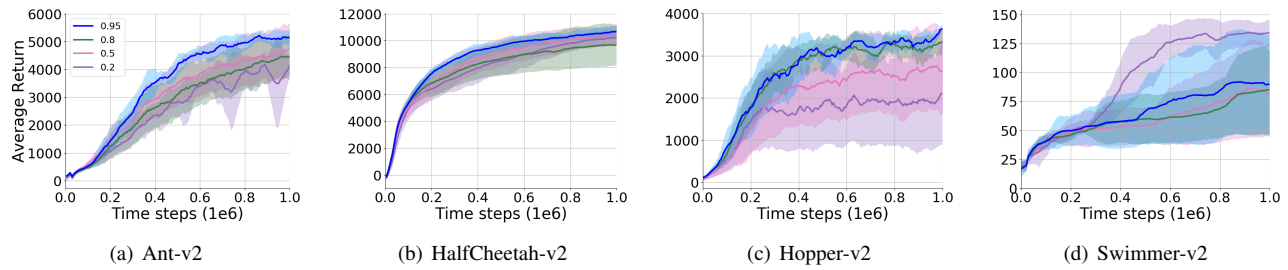 Average Return
6000
5000
4000
3000
2000
1000
0
0.95
0.8
0.5
0.2
0.0 0.2 0.4 0.6 0.8 1.0
Time steps (1e6)
(a) Ant-v2
12000
10000
8000
6000
4000
2000
0
0.0 0.2 0.4 0.6 0.8 1.0
Time steps (1e6)
(b) HalfCheetah-v2
4000
3000
2000
1000
0
0.0 0.2 0.4 0.6 0.8 1.0
Time steps (1e6)
(c) Hopper-v2
150
125
100
75
50
25
0
0.0 0.2 0.4 0.6 0.8 1.0
Time steps (1e6)
(d) Swimmer-v2